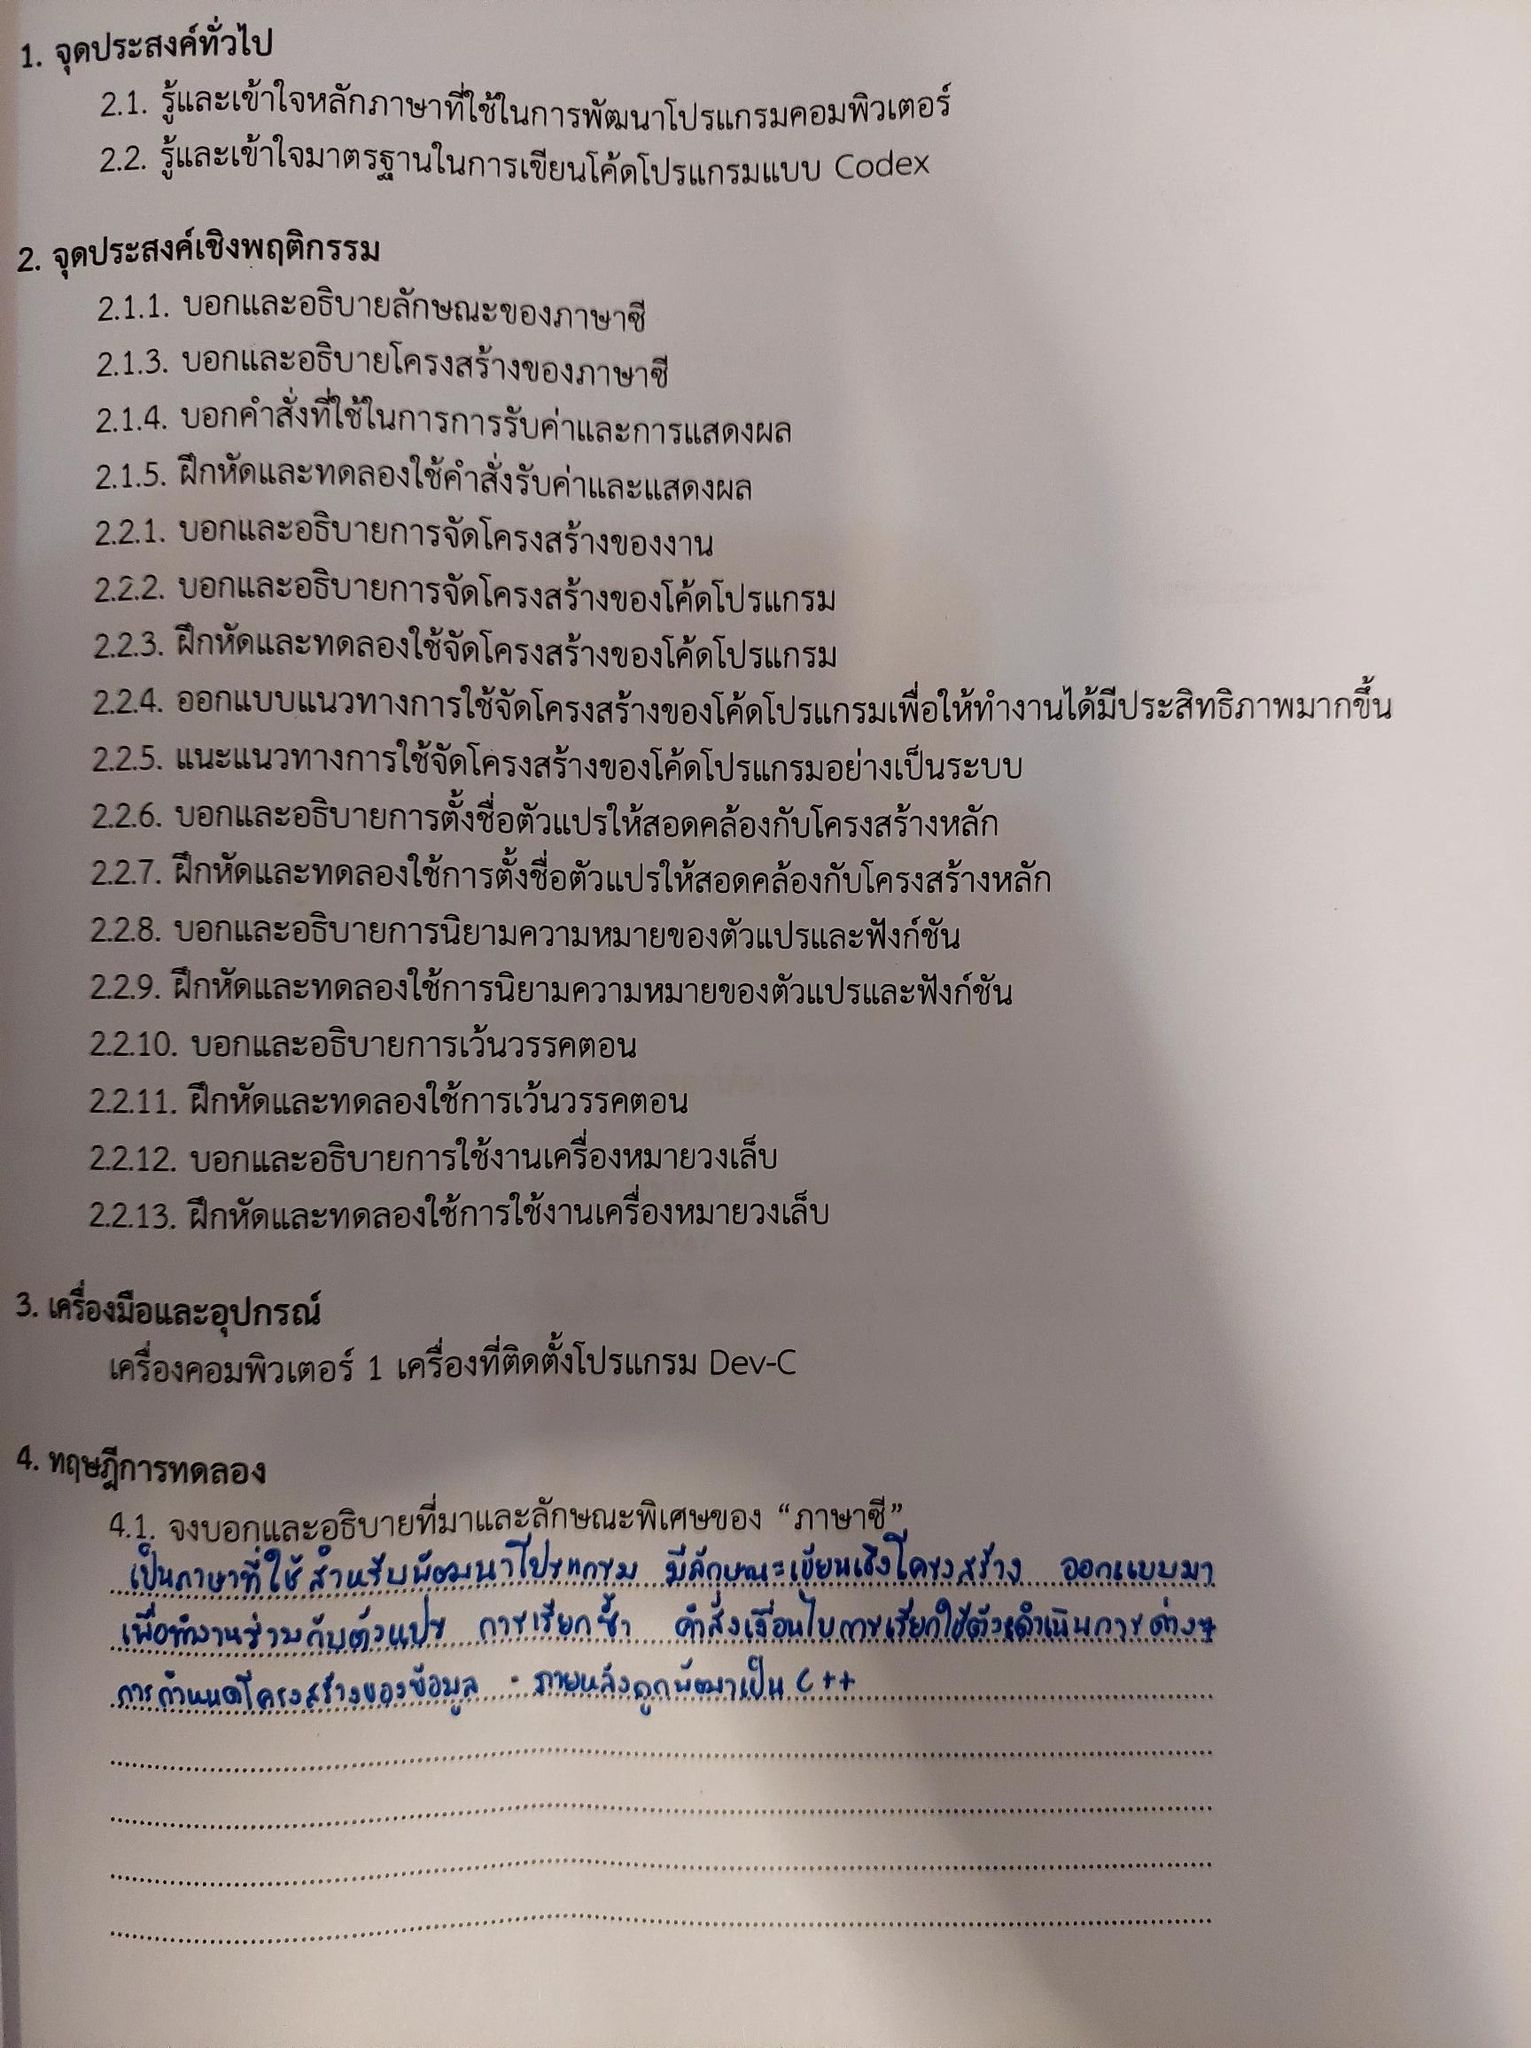 1. จุดประสงค์ทั่วไป
2.1. รู้และเข้าใจหลักภาษาที่ใช้ในการพัฒนาโปรแกรมคอมพิวเตอร์
2.2. รู้และเข้าใจมาตรฐานในการเขียนโค้ดโปรแกรมแบบ Codex
2. จุดประสงค์เชิงพฤติกรรม
2.1.1. บอกและอธิบายลักษณะของภาษาซี
2.1.3. บอกและอธิบายโครงสร้างของภาษาซี
2.1.4. บอกคำสั่งที่ใช้ในการการรับค่าและการแสดงผล
2.1.5. ฝึกหัดและทดลองใช้คำสั่งรับค่าและแสดงผล
2.2.1. บอกและอธิบายการจัดโครงสร้างของงาน
2.2.2. บอกและอธิบายการจัดโครงสร้างของโค้ดโปรแกรม
2.2.3. ฝึกหัดและทดลองใช้จัดโครงสร้างของโค้ดโปรแกรม
2.2.4. ออกแบบแนวทางการใช้จัดโครงสร้างของโค้ดโปรแกรมเพื่อให้ทำงานได้มีประสิทธิภาพมากขึ้น
2.2.5. แนะแนวทางการใช้จัดโครงสร้างของโค้ดโปรแกรมอย่างเป็นระบบ
2.2.6. บอกและอธิบายการตั้งชื่อตัวแปรให้สอดคล้องกับโครงสร้างหลัก
2.2.7. ฝึกหัดและทดลองใช้การตั้งชื่อตัวแปรให้สอดคล้องกับโครงสร้างหลัก
2.2.8. บอกและอธิบายการนิยามความหมายของตัวแปรและฟังก์ชัน
2.2.9. ฝึกหัดและทดลองใช้การนิยามความหมายของตัวแปรและฟังก์ชัน
2.2.10. บอกและอธิบายการเว้นวรรคตอน
2.2.11. ฝึกหัดและทดลองใช้การเว้นวรรคตอน
2.2.12. บอกและอธิบายการใช้งานเครื่องหมายวงเล็บ
2.2.13. ฝึกหัดและทดลองใช้การใช้งานเครื่องหมายวงเล็บ
3. เครื่องมือและอุปกรณ์
เครื่องคอมพิวเตอร์ 1 เครื่องที่ติดตั้งโปรแกรม Dev-C
4. ทฤษฎีการทดลอง
4.1. จงบอกและอธิบายที่มาและลักษณะพิเศษของ “ภาษาซี”
เป็นภาษาที่ใช้สำหรับพัฒนาโปรแกรม มีลักษณะเขียนเชิงโครงสร้าง ออกแบบมา
เพื่อทำงานร่วมกับตัวแปร การเรียกซ้ำ คำสั่งเงื่อนไขการเรียกใช้ตัวดำเนินการต่างๆ
การกำหนดโครงสร้างของข้อมูล - ภายหลังถูกพัฒนาเป็น C++